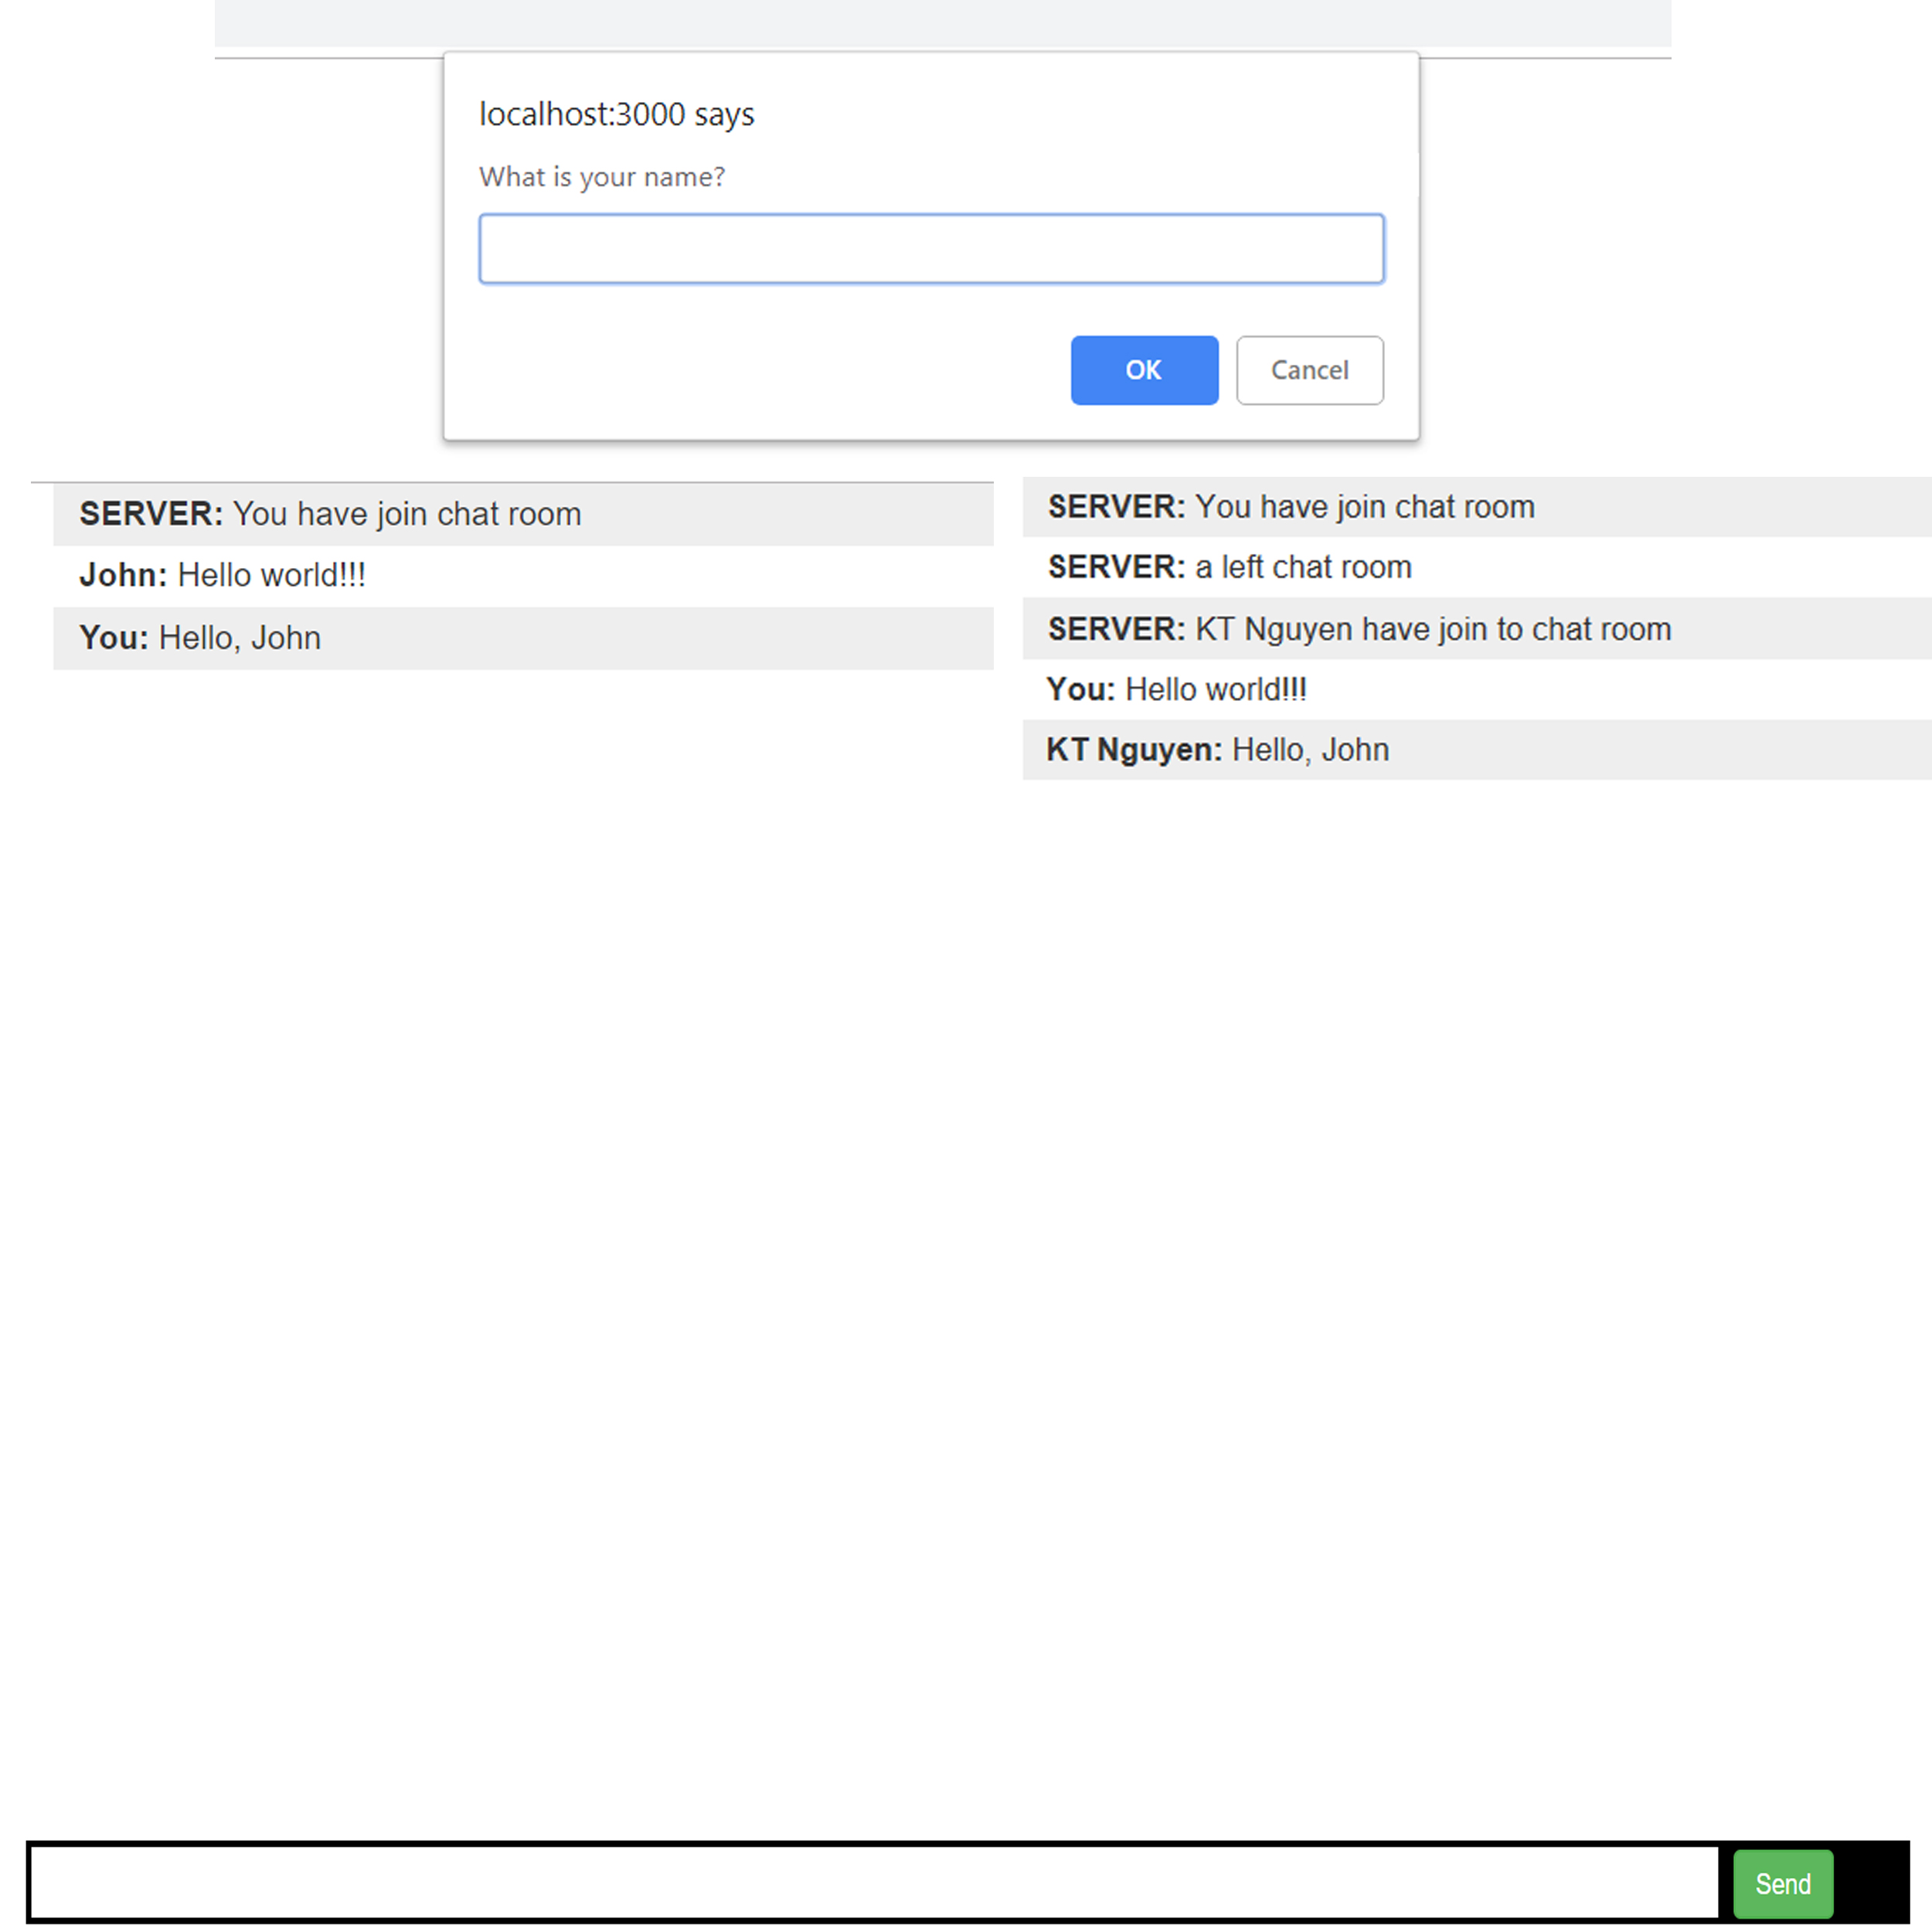 localhost:3000 says
What is your name?
OK
Cancel
SERVER: You have join chat room
John: Hello world!!!
You: Hello, John
SERVER: You have join chat room
SERVER: a left chat room
SERVER: KT Nguyen have join to chat room
You: Hello world!!!
KT Nguyen: Hello, John
Send